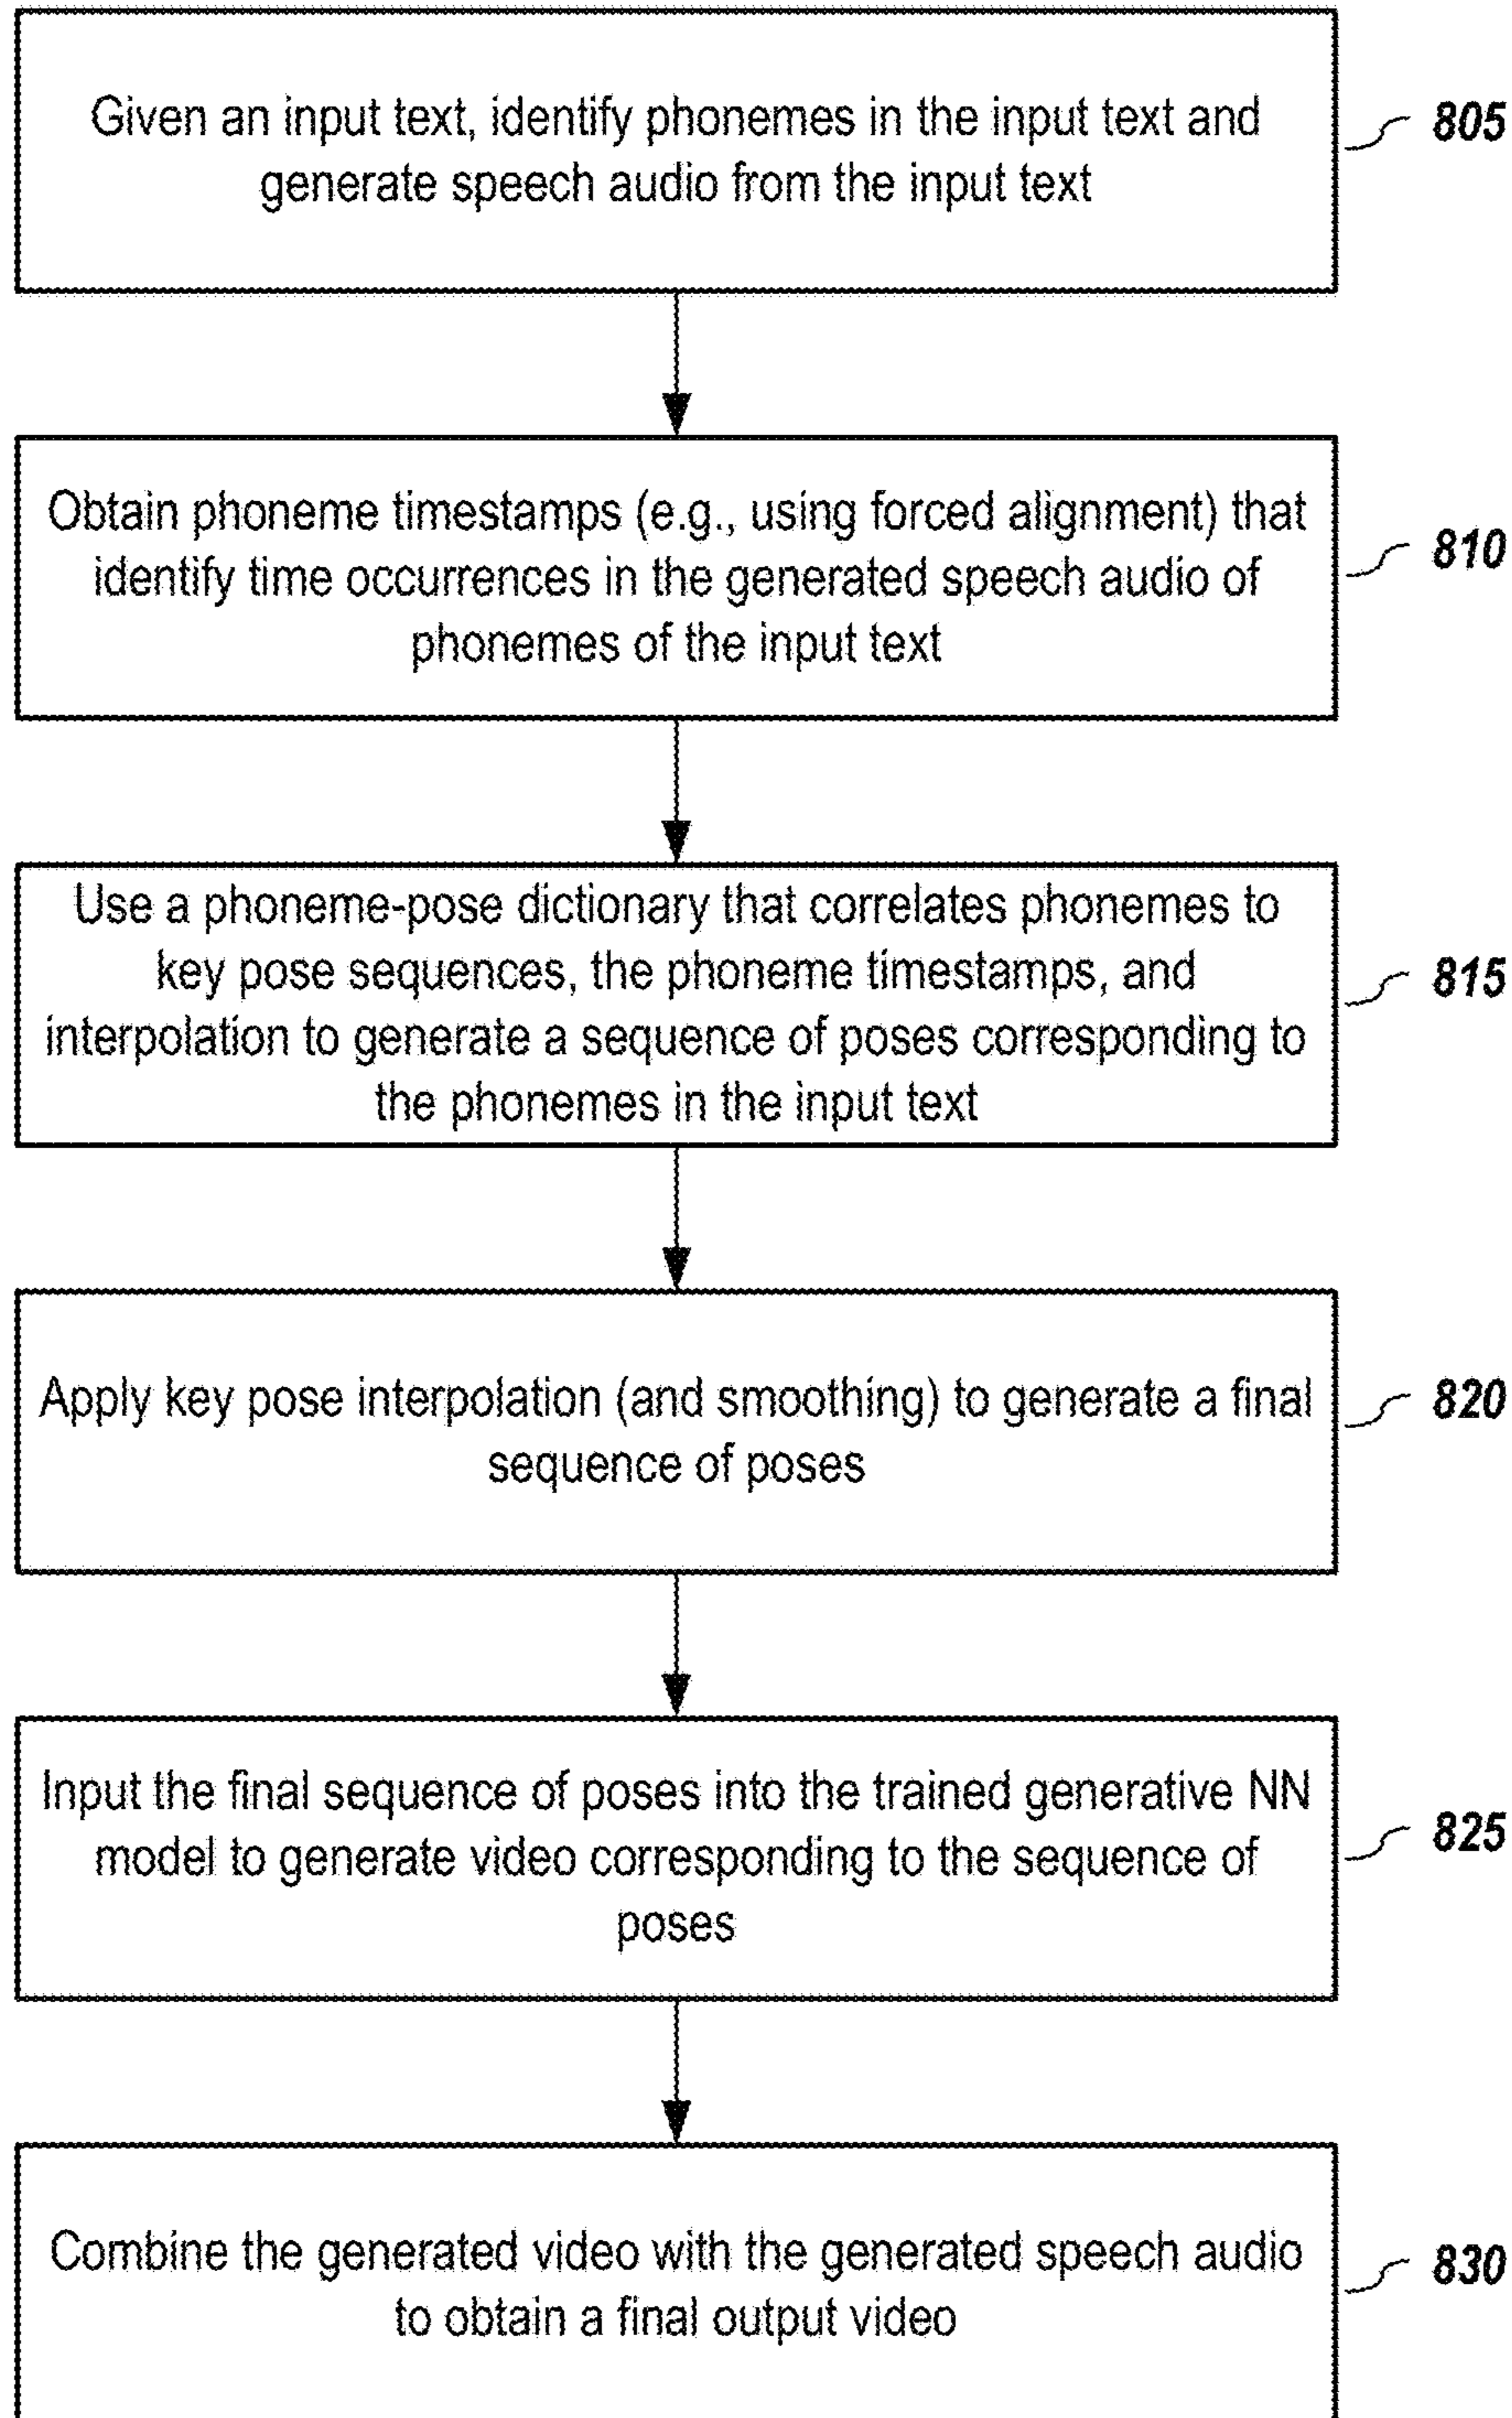 Given an input text, identify phonemes in the input text and
generate speech audio from the input text
805
Obtain phoneme timestamps (e.g., using forced alignment) that
identify time occurrences in the generated speech audio of
phonemes of the input text
810
Use a phoneme-pose dictionary that correlates phonemes to
key pose sequences, the phoneme timestamps, and
interpolation to generate a sequence of poses corresponding to
the phonemes in the input text
815
Apply key pose interpolation (and smoothing) to generate a final
sequence of poses
820
Input the final sequence of poses into the trained generative NN
model to generate video corresponding to the sequence of
poses
825
Combine the generated video with the generated speech audio
to obtain a final output video
830